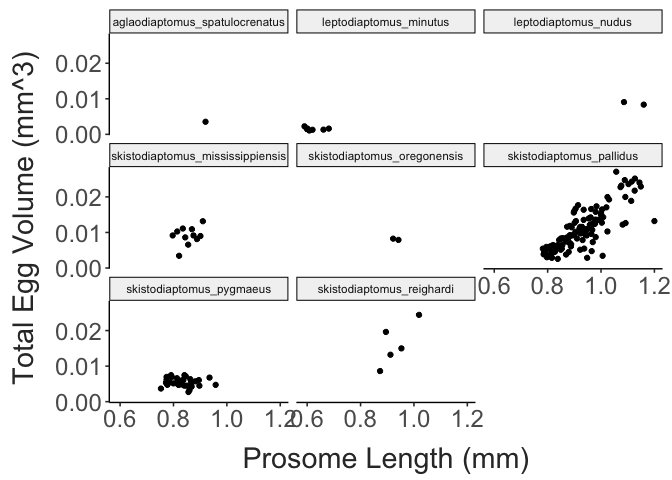 aglaodiaptomus_spatulocrenatus leptodiaptomus_minutus leptodiaptomus_nudus
0.02
0.01
0.00
skistodiaptomus_mississippiensis skistodiaptomus_oregonensis skistodiaptomus_pallidus
0.02
0.01
0.00
0.6 0.8 1.0 1.2
skistodiaptomus_pygmaeus skistodiaptomus_reighardi
0.02
0.01
0.00
0.6 0.8 1.0 1.2 0.6 0.8 1.0 1.2
Prosome Length (mm)
Total Egg Volume (mm^3)